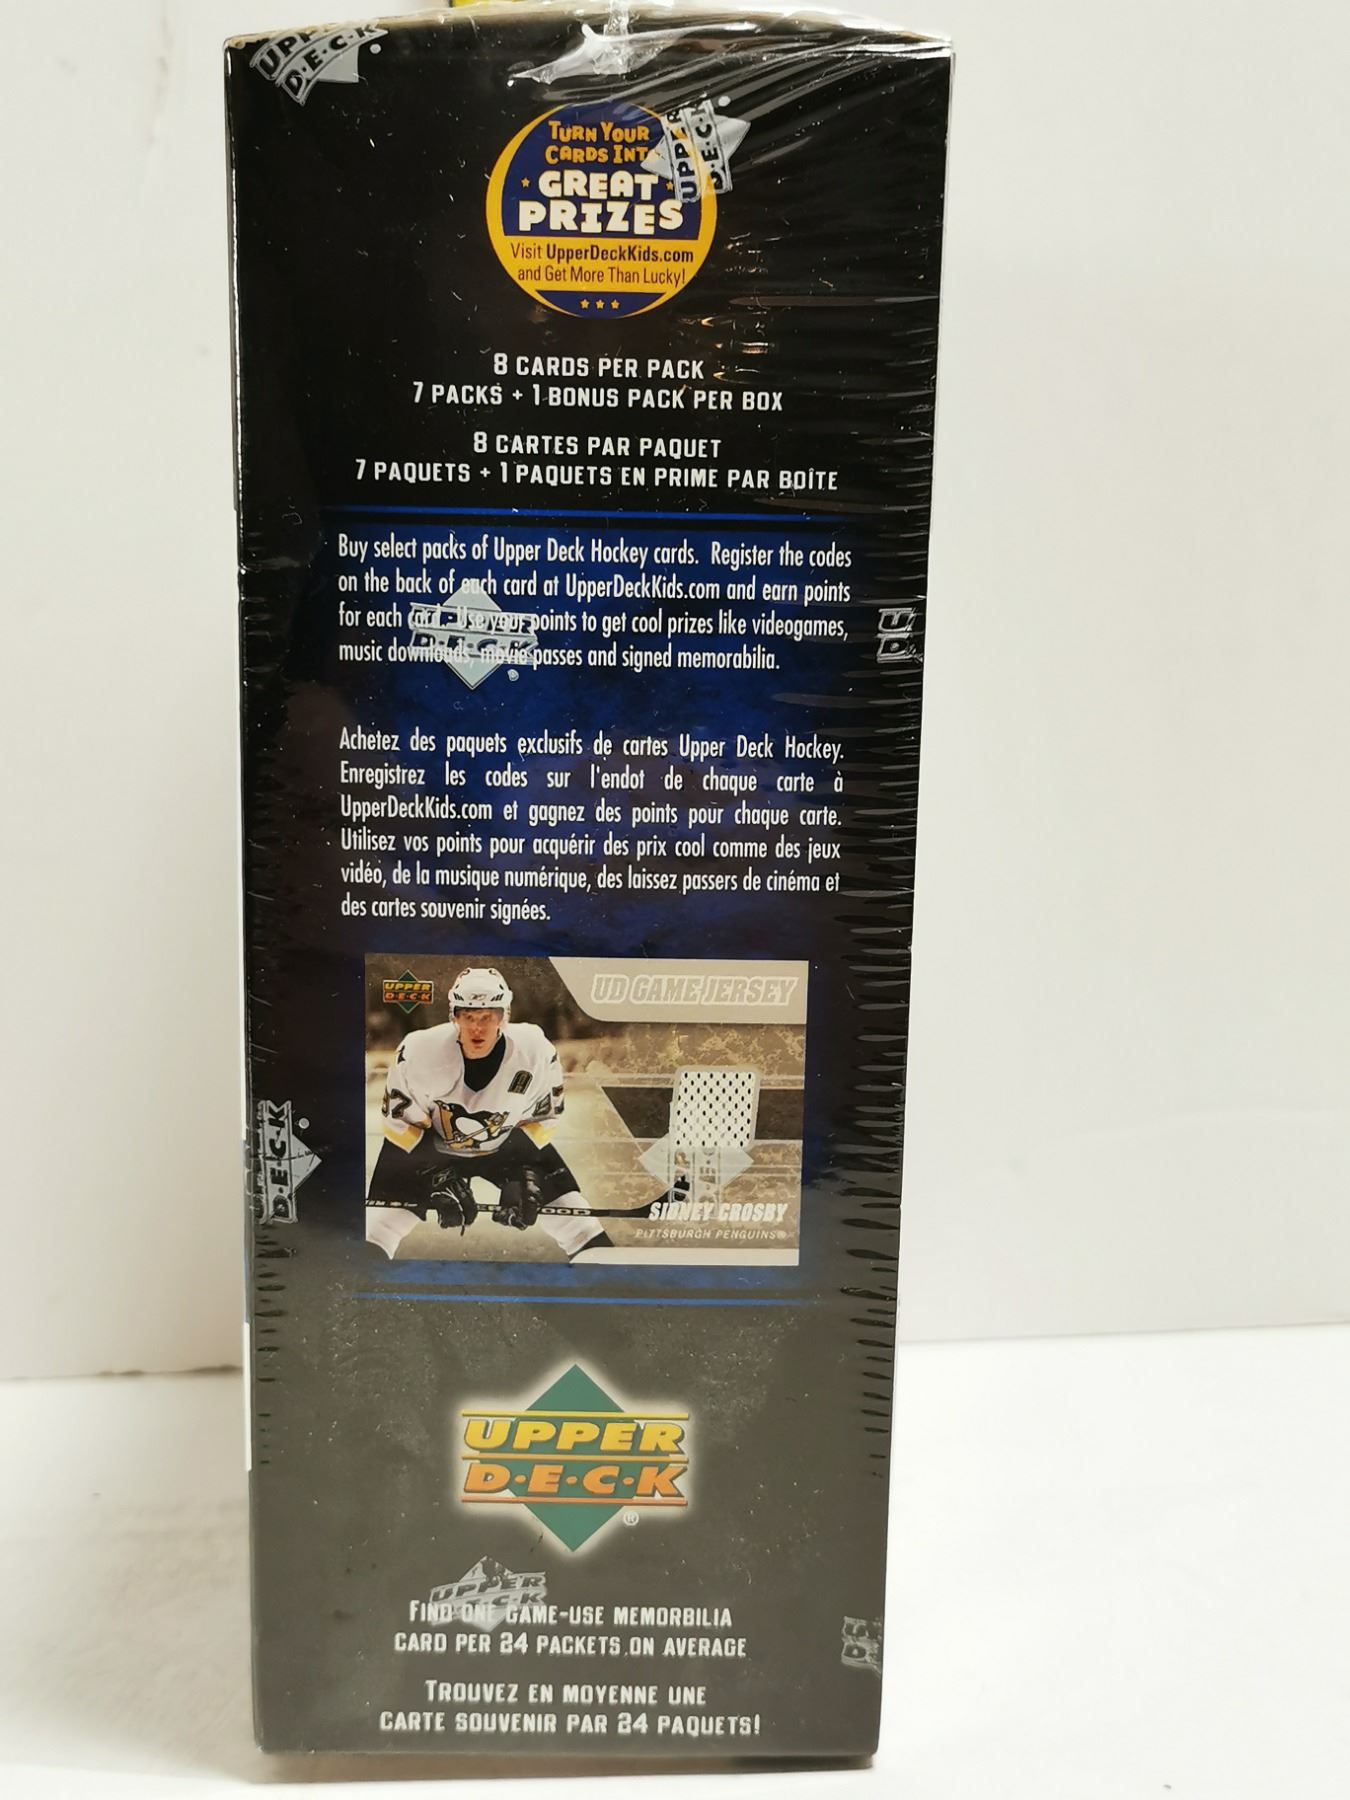 UPPER
D·E·C·K
UPPER
D·E·C·K
TURN YOUR
CARDS INTO
GREAT
PRIZES
Visit UpperDeckKids.com
and Get More Than Lucky!
8 CARDS PER PACK
7 PACKS + 1 BONUS PACK PER BOX
8 CARTES PAR PAQUET
7 PAQUETS + 1 PAQUETS EN PRIME PAR BOÎTE
Buy select packs of Upper Deck Hockey cards. Register the codes
on the back of each card at UpperDeckKids.com and earn points
for each card. Use your points to get cool prizes like videogames,
music downloads, movie passes and signed memorabilia.
UPPER
D·E·C·K
Achetez des paquets exclusifs de cartes Upper Deck Hockey.
Enregistrez les codes sur l'endot de chaque carte à
UpperDeckKids.com et gagnez des points pour chaque carte.
Utilisez vos points pour acquérir des prix cool comme des jeux
vidéo, de la musique numérique, des laissez passers de cinéma et
des cartes souvenir signées.
UPPER
D·E·C·K
UD GAME JERSEY
SIDNEY CROSBY
PITTSBURGH PENGUINS®
D·E·C·K
UPPER
D·E·C·K
®
UPPER
DECK
FIND ONE GAME-USE MEMORBILIA
CARD PER 24 PACKETS ON AVERAGE
TROUVEZ EN MOYENNE UNE
CARTE SOUVENIR PAR 24 PAQUETS!